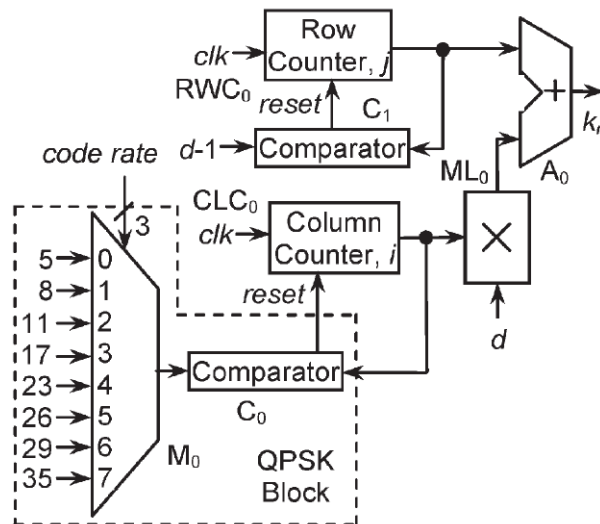 clk
Row
Counter, j
RWC₀
reset
C₁
+
kₙ
d-1
Comparator
ML₀
A₀
code rate
3
CLC₀
clk
Column
Counter, i
×
reset
d
5 0
8 1
11 2
17 3
23 4
26 5
29 6
35 7
Comparator
C₀
M₀
QPSK
Block